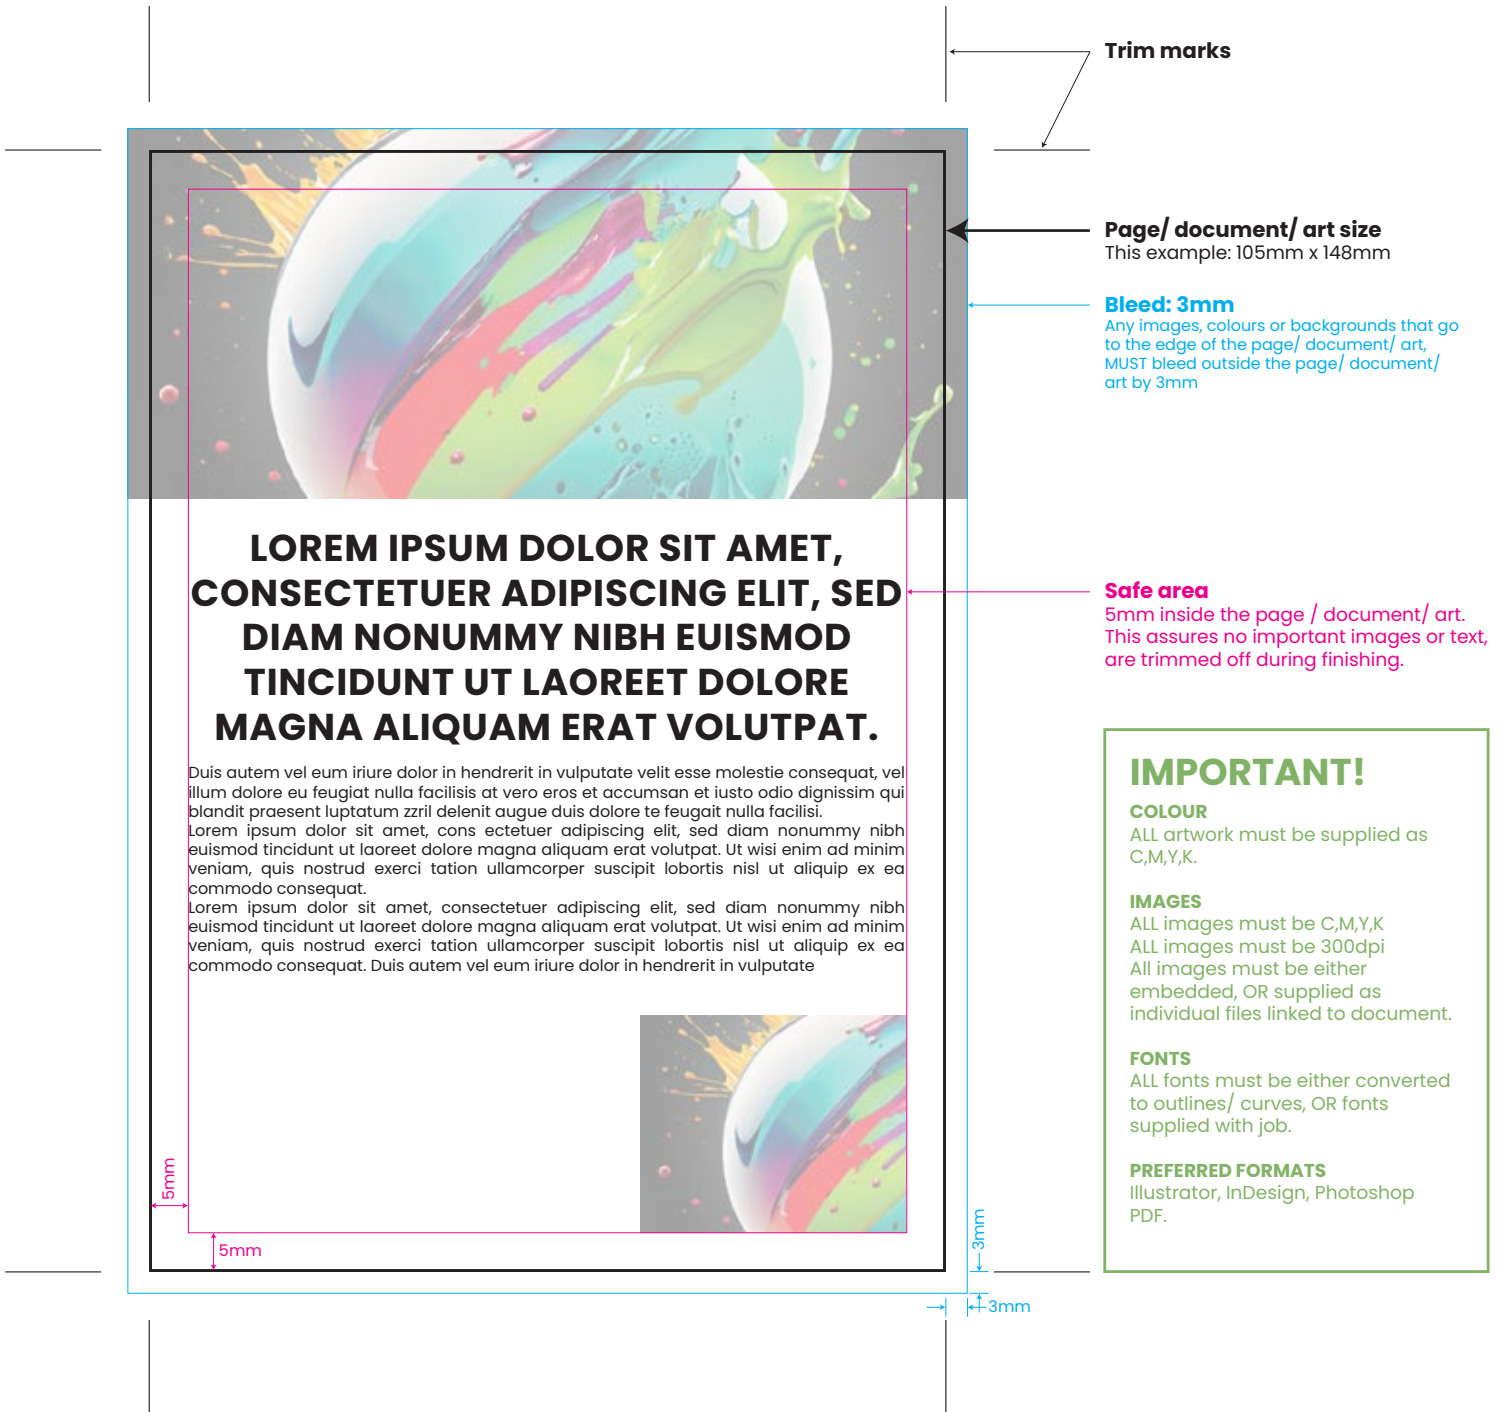 Trim marks
Page/ document/ art size
This example: 105mm x 148mm
Bleed: 3mm
Any images, colours or backgrounds that go
to the edge of the page/ document/ art,
MUST bleed outside the page/ document/
art by 3mm
LOREM IPSUM DOLOR SIT AMET,
CONSECTETUER ADIPISCING ELIT, SED
DIAM NONUMMY NIBH EUISMOD
TINCIDUNT UT LAOREET DOLORE
MAGNA ALIQUAM ERAT VOLUTPAT.
Duis autem vel eum iriure dolor in hendrerit in vulputate velit esse molestie consequat, vel
illum dolore eu feugiat nulla facilisis at vero eros et accumsan et iusto odio dignissim qui
blandit praesent luptatum zzril delenit augue duis dolore te feugait nulla facilisi.
Lorem ipsum dolor sit amet, cons ectetuer adipiscing elit, sed diam nonummy nibh
euismod tincidunt ut laoreet dolore magna aliquam erat volutpat. Ut wisi enim ad minim
veniam, quis nostrud exerci tation ullamcorper suscipit lobortis nisl ut aliquip ex ea
commodo consequat.
Lorem ipsum dolor sit amet, consectetuer adipiscing elit, sed diam nonummy nibh
euismod tincidunt ut laoreet dolore magna aliquam erat volutpat. Ut wisi enim ad minim
veniam, quis nostrud exerci tation ullamcorper suscipit lobortis nisl ut aliquip ex ea
commodo consequat. Duis autem vel eum iriure dolor in hendrerit in vulputate
Safe area
5mm inside the page / document/ art.
This assures no important images or text,
are trimmed off during finishing.
IMPORTANT!
COLOUR
ALL artwork must be supplied as
C,M,Y,K.
IMAGES
ALL images must be C,M,Y,K
ALL images must be 300dpi
All images must be either
embedded, OR supplied as
individual files linked to document.
FONTS
ALL fonts must be either converted
to outlines/ curves, OR fonts
supplied with job.
PREFERRED FORMATS
Illustrator, InDesign, Photoshop
PDF.
5mm
5mm
3mm
3mm